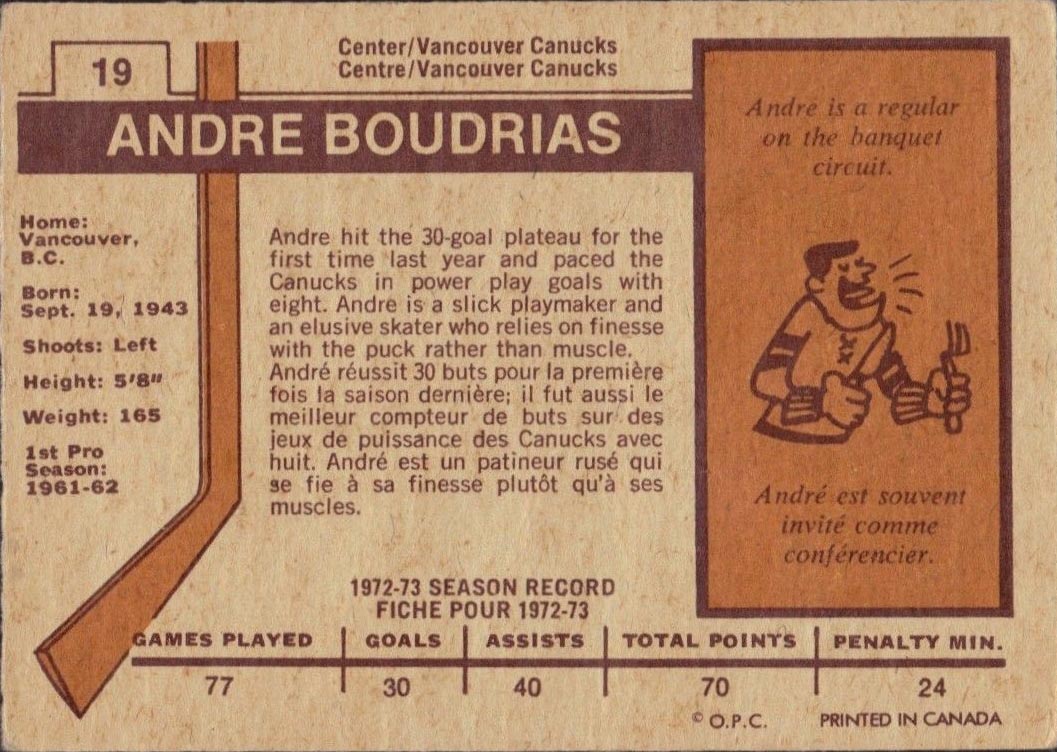 19
Center/Vancouver Canucks
Centre/Vancouver Canucks
ANDRE BOUDRIAS
Home:
Vancouver,
B.C.
Born:
Sept. 19, 1943
Shoots: Left
Height: 5'8"
Weight: 165
1st Pro
Season:
1961-62
Andre hit the 30-goal plateau for the
first time last year and paced the
Canucks in power play goals with
eight. Andre is a slick playmaker and
an elusive skater who relies on finesse
with the puck rather than muscle.
André réussit 30 buts pour la première
fois la saison dernière; il fut aussi le
meilleur compteur de buts sur des
jeux de puissance des Canucks avec
huit. André est un patineur rusé qui
se fie à sa finesse plutôt qu'à ses
muscles.
Andre is a regular
on the banquet
circuit.
André est souvent
invité comme
conférencier.
1972-73 SEASON RECORD
FICHE POUR 1972-73
GAMES PLAYED GOALS ASSISTS TOTAL POINTS PENALTY MIN.
77 30 40 70 24
© O.P.C. PRINTED IN CANADA